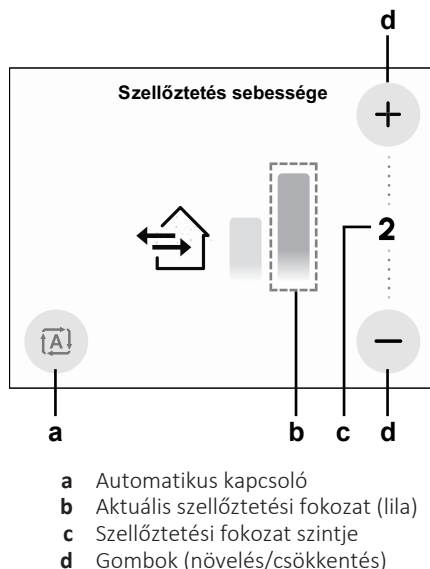 d
Szellőztetés sebessége
+
2
A
−
a b c d
a Automatikus kapcsoló
b Aktuális szellőztetési fokozat (lila)
c Szellőztetési fokozat szintje
d Gombok (növelés/csökkentés)